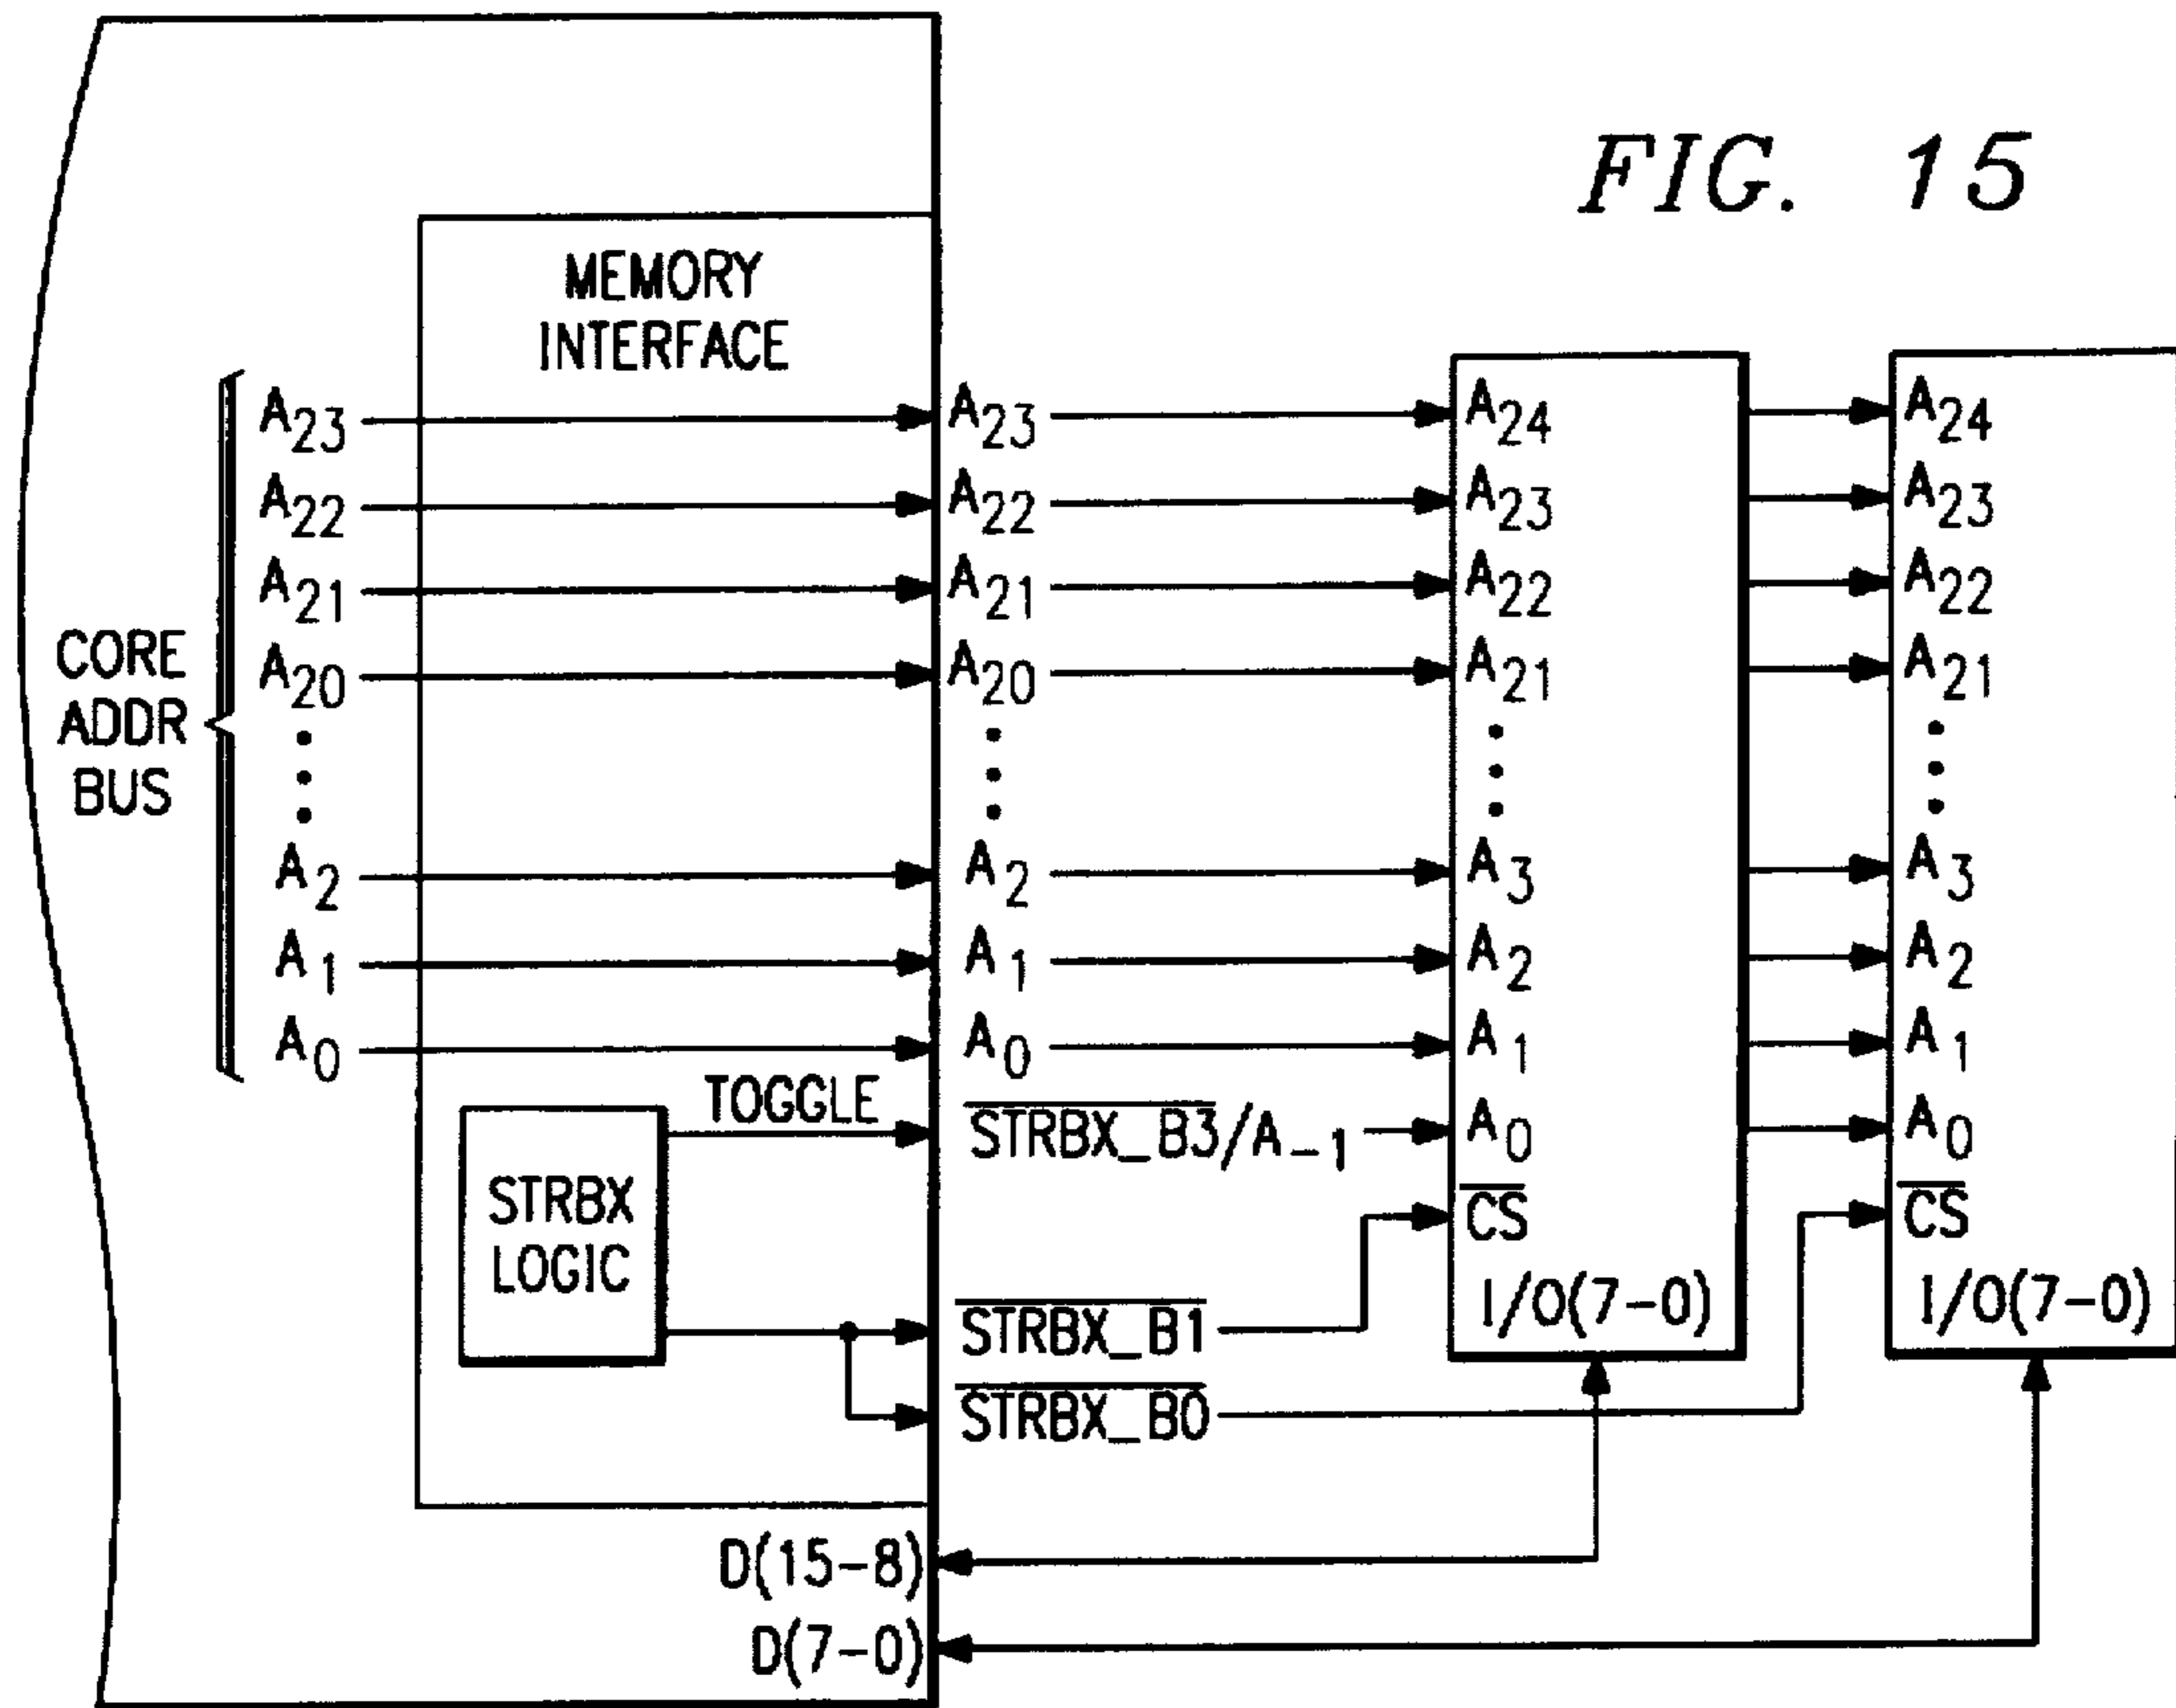 FIG. 15
MEMORY
INTERFACE
CORE
ADDR
BUS
A23 A23 A24 A24
A22 A22 A23 A23
A21 A21 A22 A22
A20 A20 A21 A21
A2 A2 A3 A3
A1 A1 A2 A2
A0 A0 A1 A1
TOGGLE
STRBX_B3/A-1 A0 A0
STRBX
LOGIC
CS CS
I/O(7-0) I/O(7-0)
STRBX_B1
STRBX_B0
D(15-8)
D(7-0)